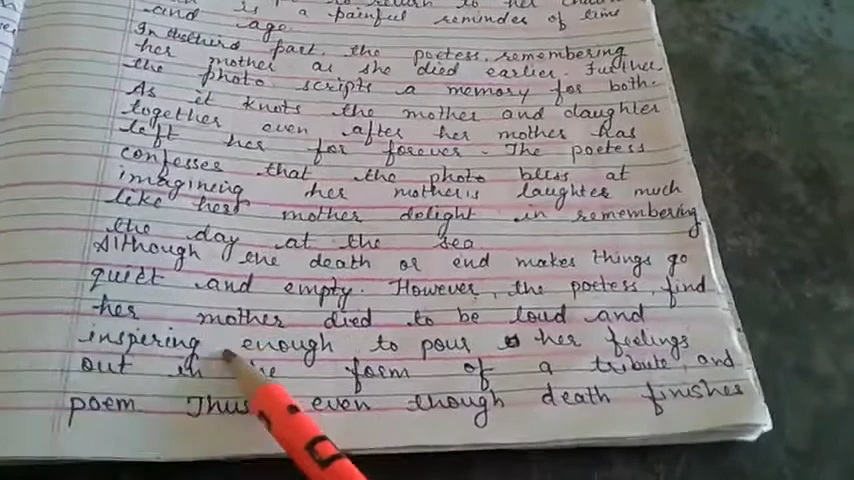 is a painful reminder of time
and ago.
In the third part, the poetess, remembering
her mother as she died earlier. Further
the photo scripts a memory for both.
As it knots the mother and daughter
together even after her mother has
left her for forever. The poetess
confesses that the photo bliss at
imagining her mother's laughter much
like her mother delight in remembering
the day at the sea
Although the death or end makes things go
quiet and empty. However, the poetess find
her mother died to be loud and
inspering enough to pour her feelings
out in the form of a tribute, and
poem Thus even though death finishes